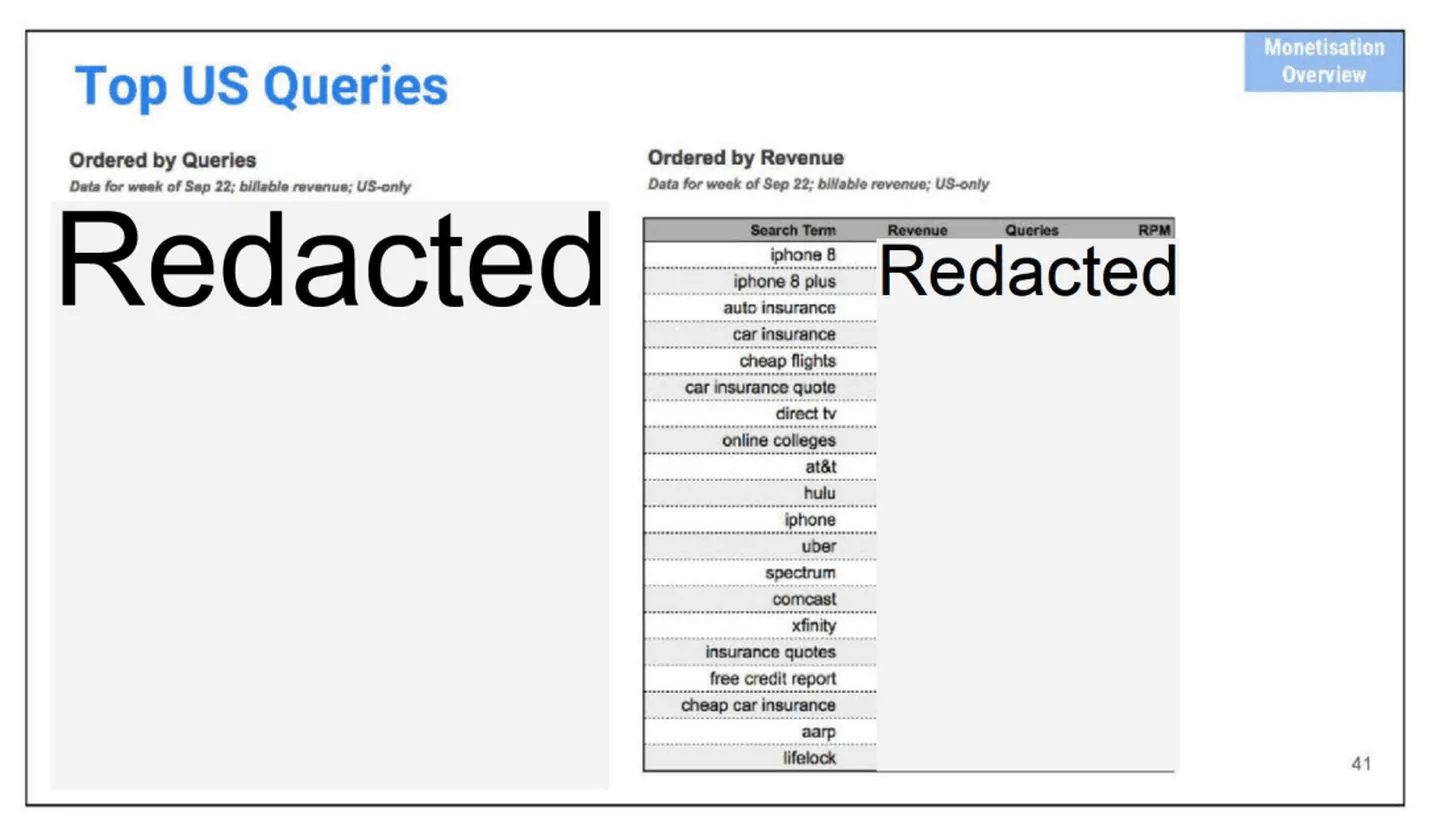 Monetisation
Overview
Top US Queries
Ordered by Queries
Data for week of Sep 22; billable revenue; US-only
Redacted
Ordered by Revenue
Data for week of Sep 22; billable revenue; US-only
Search Term Revenue Queries RPM
Redacted
iphone 8
iphone 8 plus
auto insurance
car insurance
cheap flights
car insurance quote
direct tv
online colleges
at&t
hulu
iphone
uber
spectrum
comcast
xfinity
insurance quotes
free credit report
cheap car insurance
aarp
lifelock
41